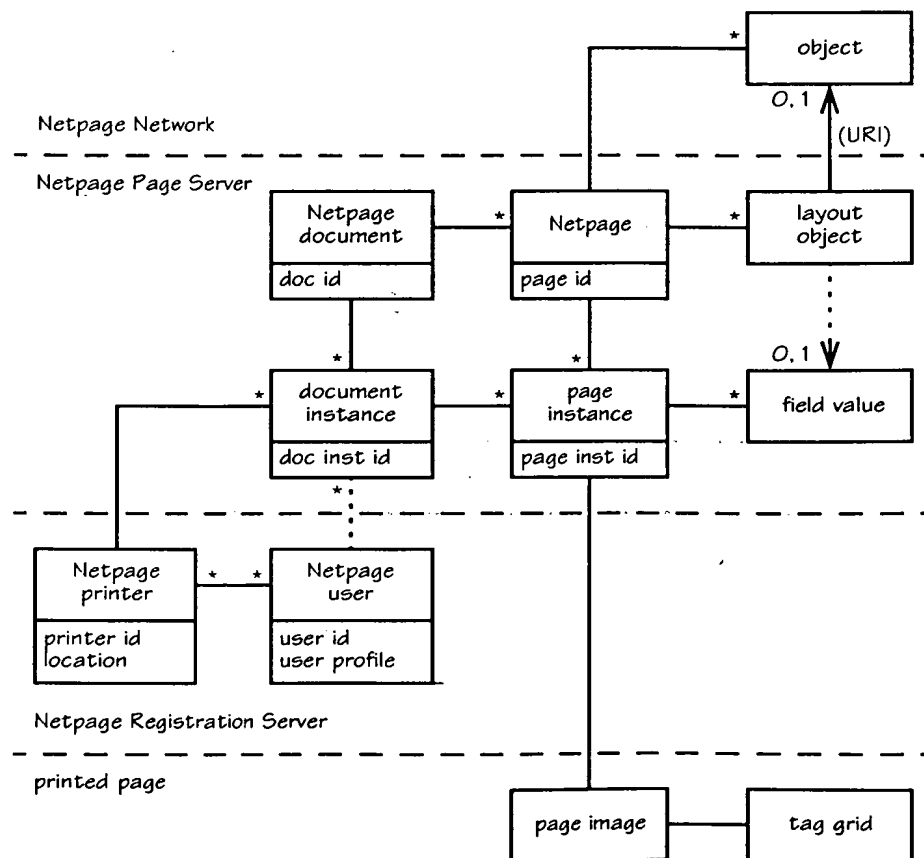 *
object
0, 1
(URI)
Netpage Network
Netpage Page Server
Netpage
document
doc id
*
Netpage
page id
*
layout
object
*
*
0, 1
*
document
instance
doc inst id
*
page
instance
page inst id
*
field value
*
Netpage
printer
printer id
location
* *
Netpage
user
user id
user profile
Netpage Registration Server
printed page
page image
tag grid